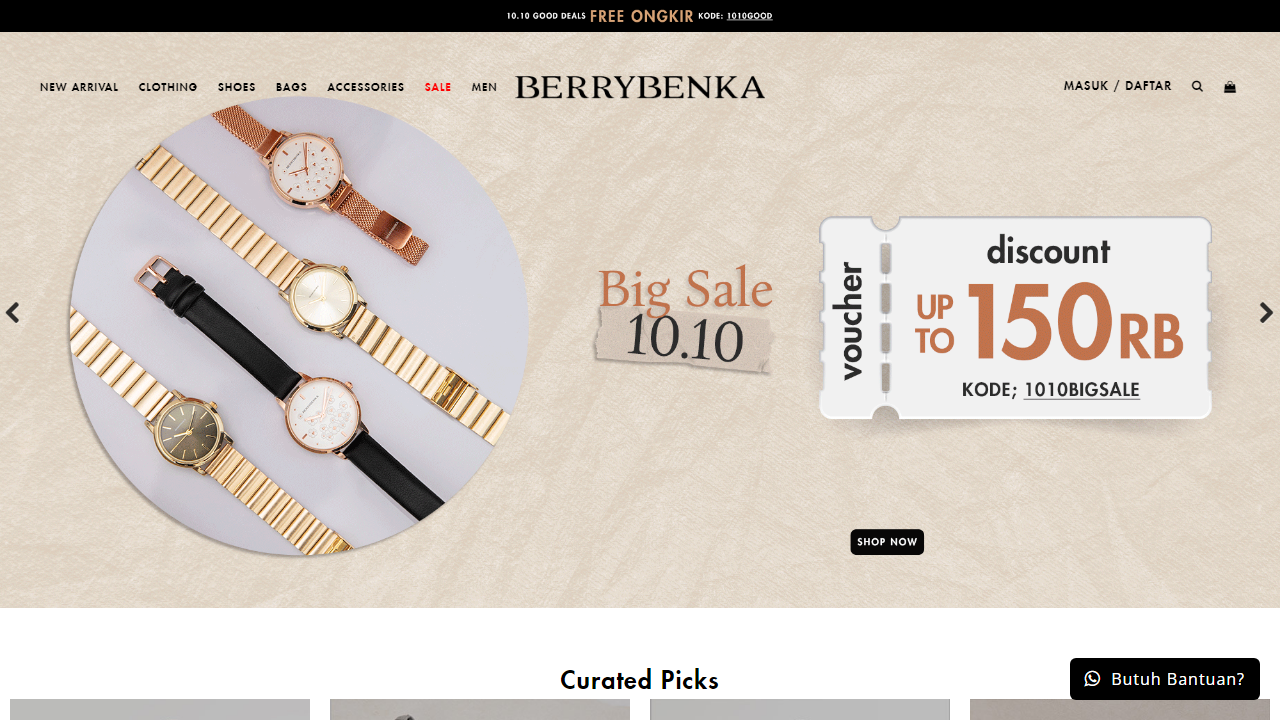 10.10 GOOD DEALS FREE ONGKIR KODE: 1010GOOD
NEW ARRIVAL CLOTHING SHOES BAGS ACCESSORIES SALE MEN
BERRYBENKA
MASUK / DAFTAR
Big Sale
10.10
voucher
discount
UP TO 150RB
KODE; 1010BIGSALE
SHOP NOW
Curated Picks
Butuh Bantuan?